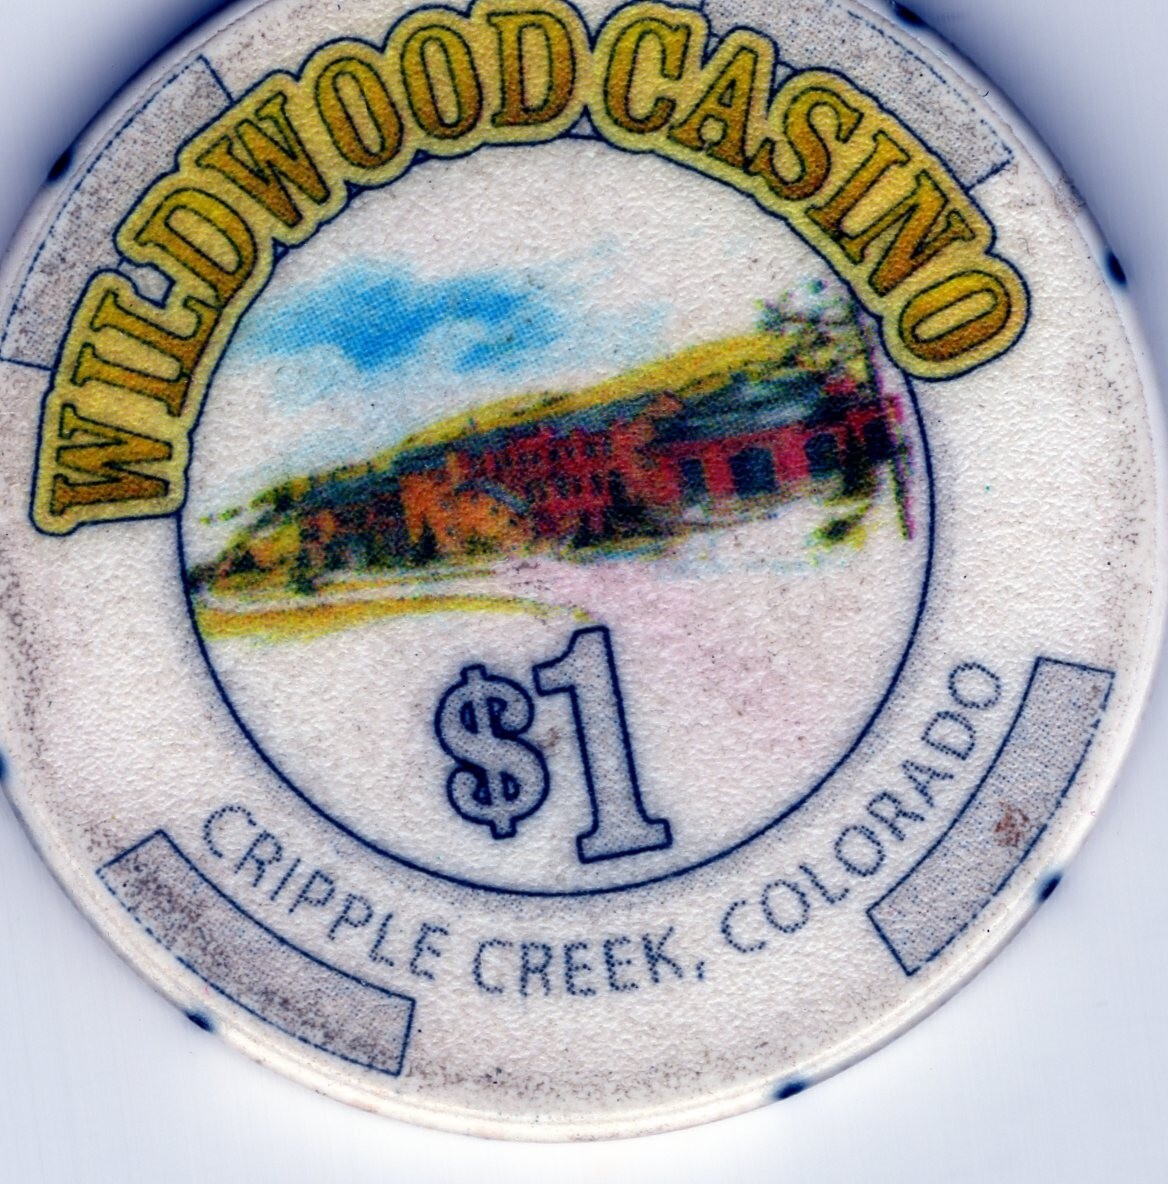 WILDWOOD CASINO
$1
CRIPPLE CREEK, COLORADO